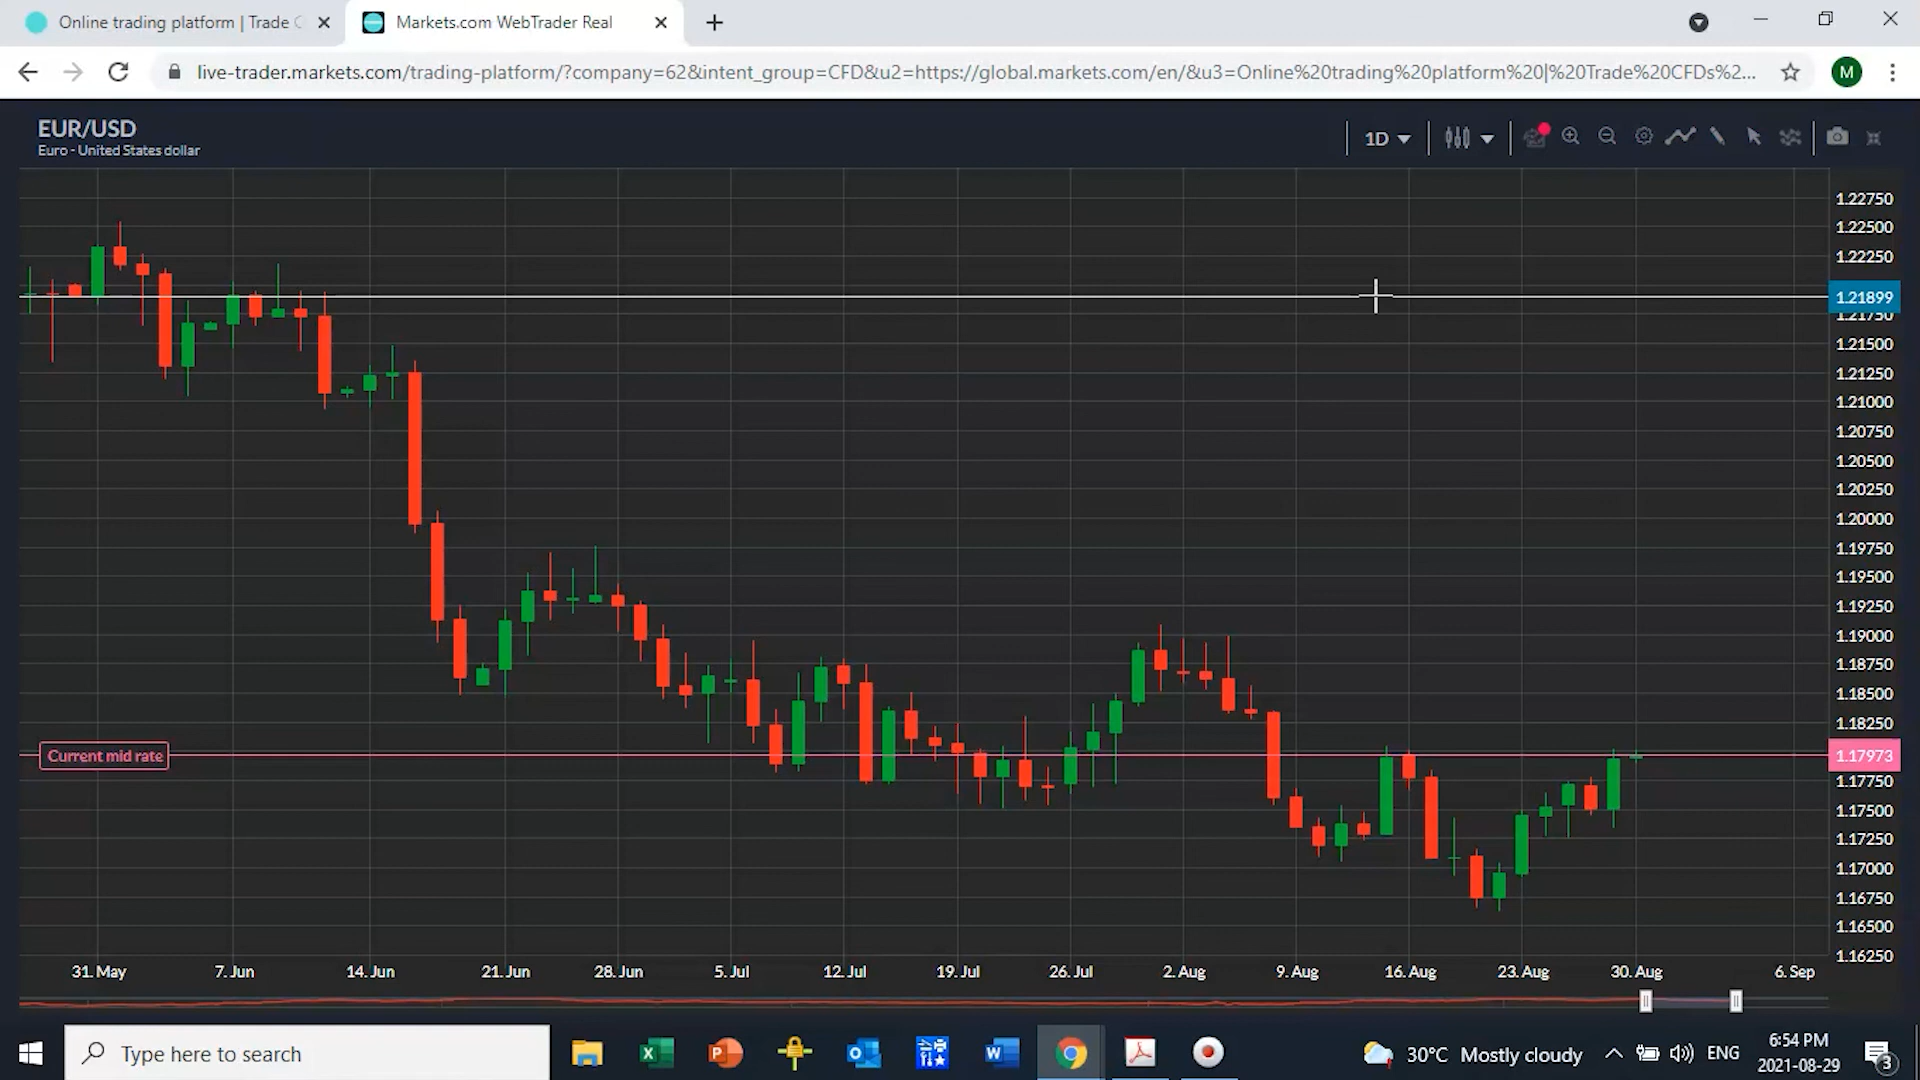 Online trading platform | Trade C
Markets.com WebTrader Real
live-trader.markets.com/trading-platform/?company=62&intent_group=CFD&u2=https://global.markets.com/en/&u3=Online%20trading%20platform%20|%20Trade%20CFDs%2...
M
EUR/USD
Euro - United States dollar
1D
1.22750
1.22500
1.22250
1.21899
1.21750
1.21500
1.21250
1.21000
1.20750
1.20500
1.20250
1.20000
1.19750
1.19500
1.19250
1.19000
1.18750
1.18500
1.18250
Current mid rate
1.17973
1.17750
1.17500
1.17250
1.17000
1.16750
1.16500
1.16250
31. May
7. Jun
14. Jun
21. Jun
28. Jun
5. Jul
12. Jul
19. Jul
26. Jul
2. Aug
9. Aug
16. Aug
23. Aug
30. Aug
6. Sep
Type here to search
30°C Mostly cloudy
ENG
6:54 PM
2021-08-29
3